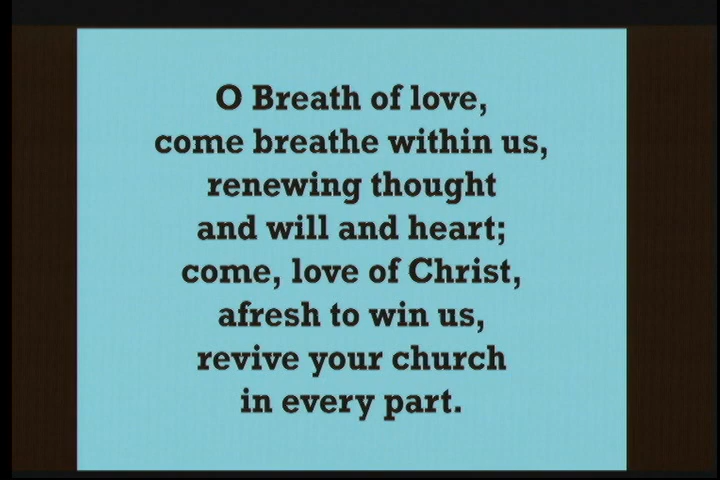 O Breath of love,
come breathe within us,
renewing thought
and will and heart;
come, love of Christ,
afresh to win us,
revive your church
in every part.